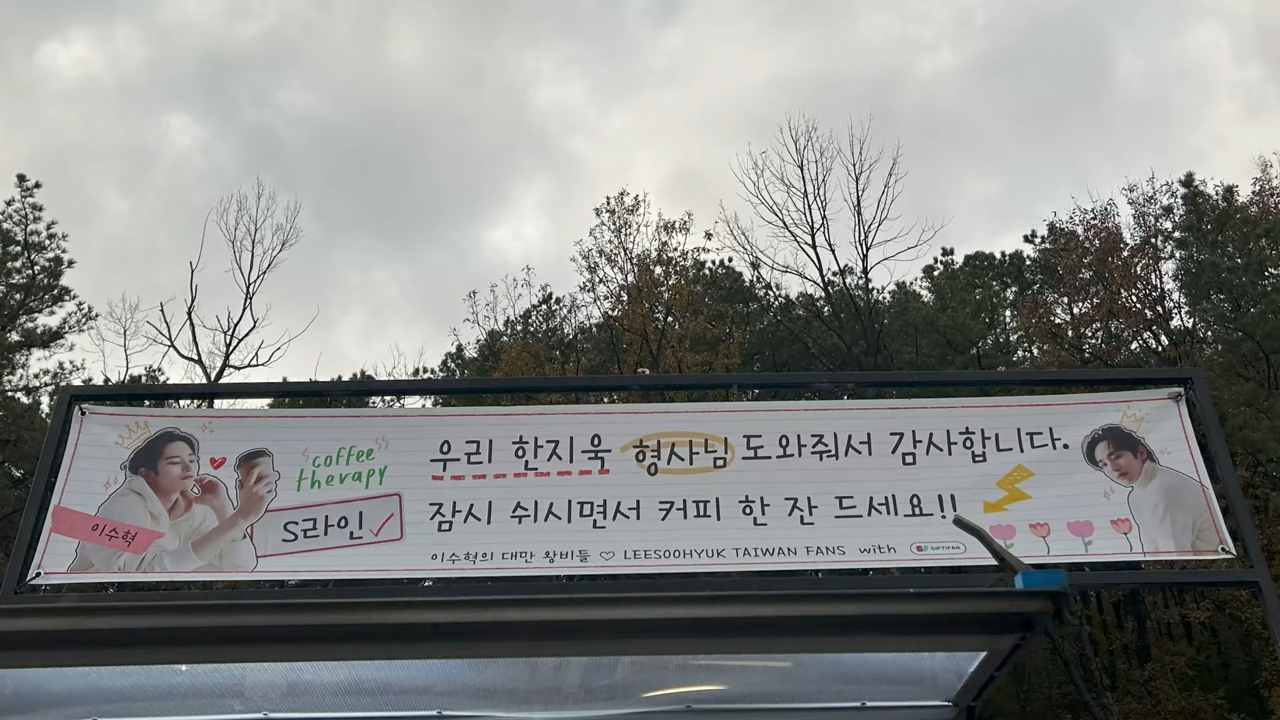 이수혁
coffee
therapy
S라인
우리 한지욱 형사님 도와줘서 감사합니다.
잠시 쉬시면서 커피 한 잔 드세요!!
이수혁의 대만 왕비들 ♡ LEESOOHYUK TAIWAN FANS with GIFTIFAN